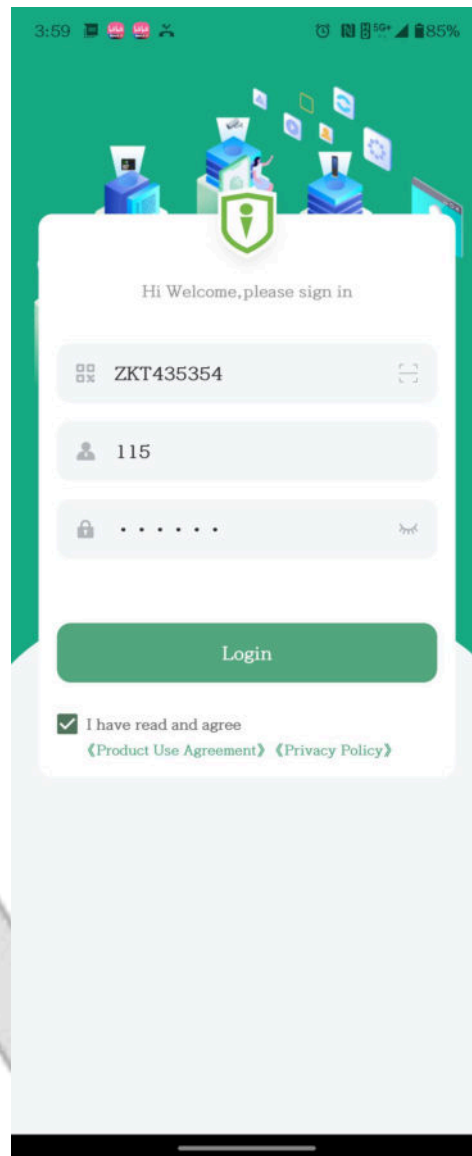 3:59
5G+
85%
Hi Welcome,please sign in
ZKT435354
115
Login
I have read and agree
《Product Use Agreement》 《Privacy Policy》